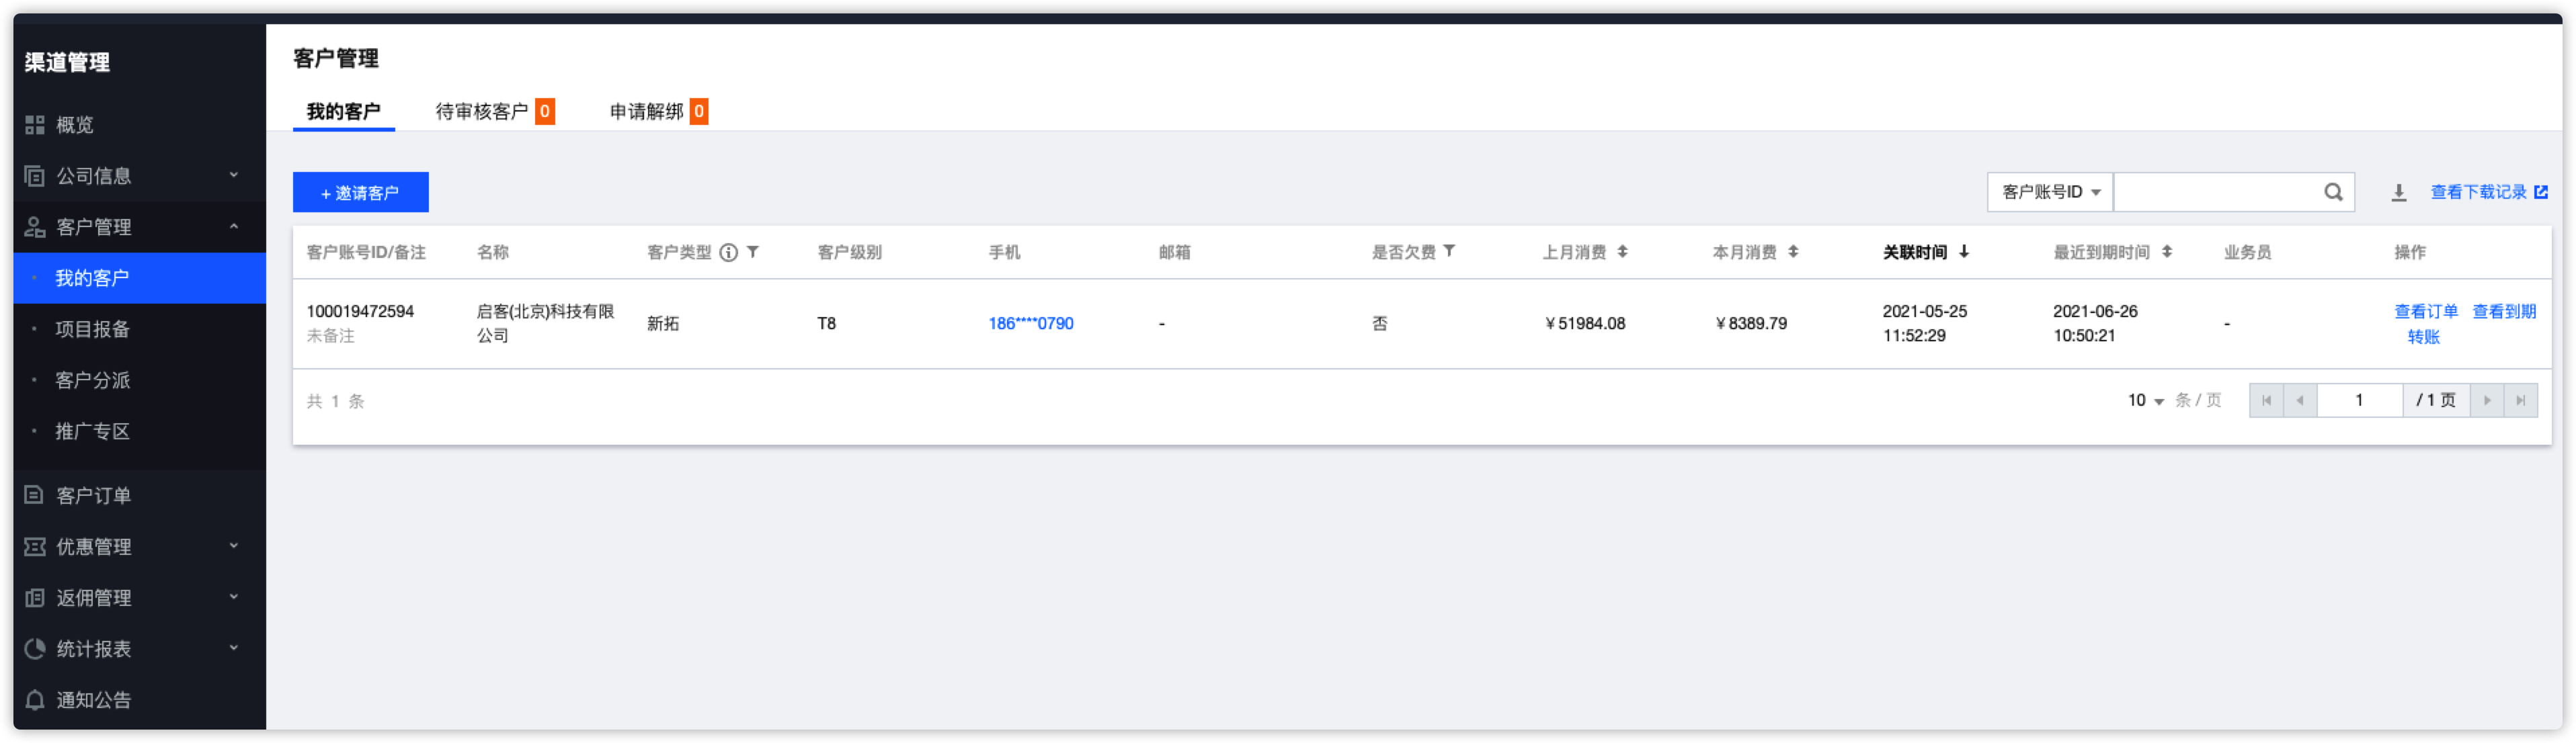 渠道管理
概览
公司信息
客户管理
我的客户
项目报备
客户分派
推广专区
客户订单
优惠管理
返佣管理
统计报表
通知公告
客户管理
我的客户 待审核客户 0 申请解绑 0
+ 邀请客户 客户账号ID 查看下载记录
客户账号ID/备注 名称 客户类型 客户级别 手机 邮箱 是否欠费 上月消费 本月消费 关联时间 最近到期时间 业务员 操作
100019472594 启客(北京)科技有限 新拓 T8 186****0790 - 否 ¥51984.08 ¥8389.79 2021-05-25 2021-06-26 - 查看订单 查看到期
未备注 公司 11:52:29 10:50:21 转账
共 1 条 10 条 / 页 1 / 1 页